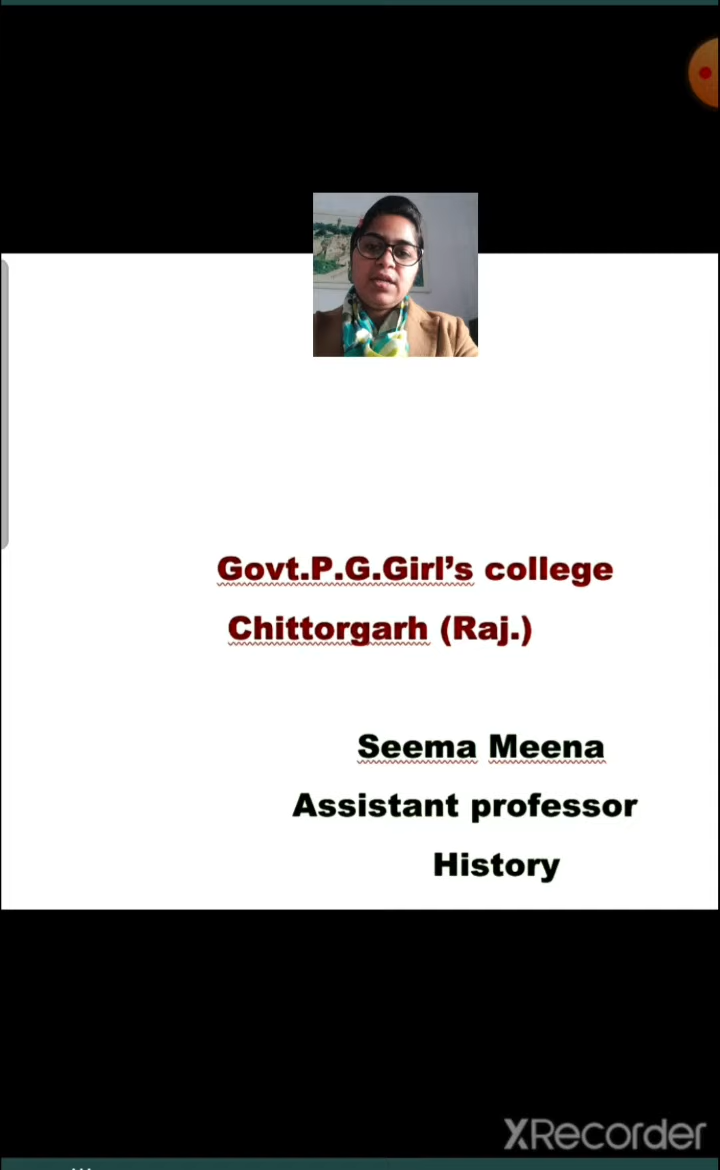 Govt.P.G.Girl's college
Chittorgarh (Raj.)
Seema Meena
Assistant professor
History
XRecorder